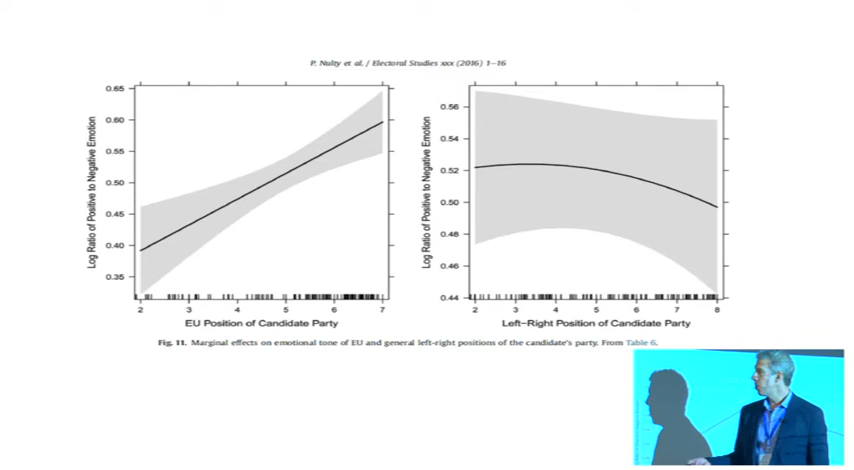 P. Nulty et al. / Electoral Studies xxx (2016) 1–16
Log Ratio of Positive to Negative Emotion
0.65
0.60
0.55
0.50
0.45
0.40
0.35
2 3 4 5 6 7
EU Position of Candidate Party
Log Ratio of Positive to Negative Emotion
0.56
0.54
0.52
0.50
0.48
0.46
0.44
2 3 4 5 6 7 8
Left−Right Position of Candidate Party
Fig. 11. Marginal effects on emotional tone of EU and general left-right positions of the candidate's party. From Table 6.